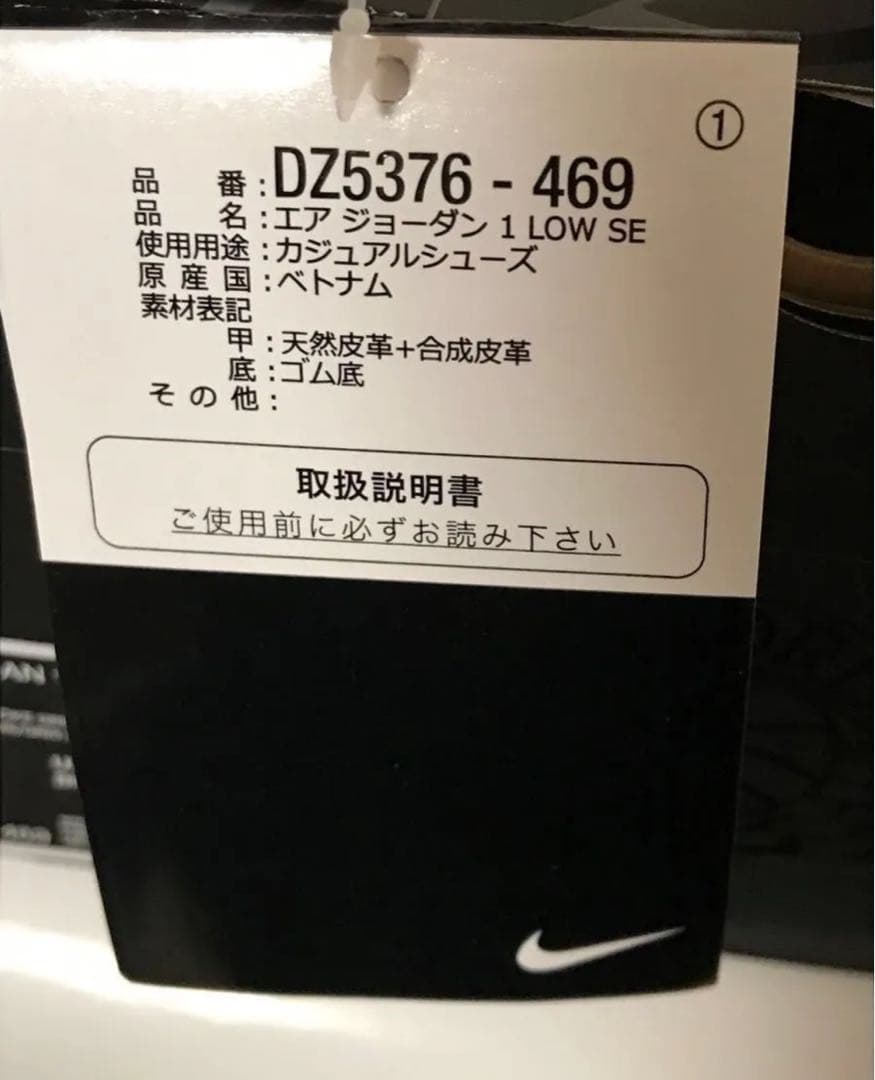 ①
品 番:DZ5376 - 469
品 名:エア ジョーダン 1 LOW SE
使用用途:カジュアルシューズ
原 産 国:ベトナム
素材表記
甲:天然皮革+合成皮革
底:ゴム底
そ の 他:
取扱説明書
ご使用前に必ずお読み下さい
AN